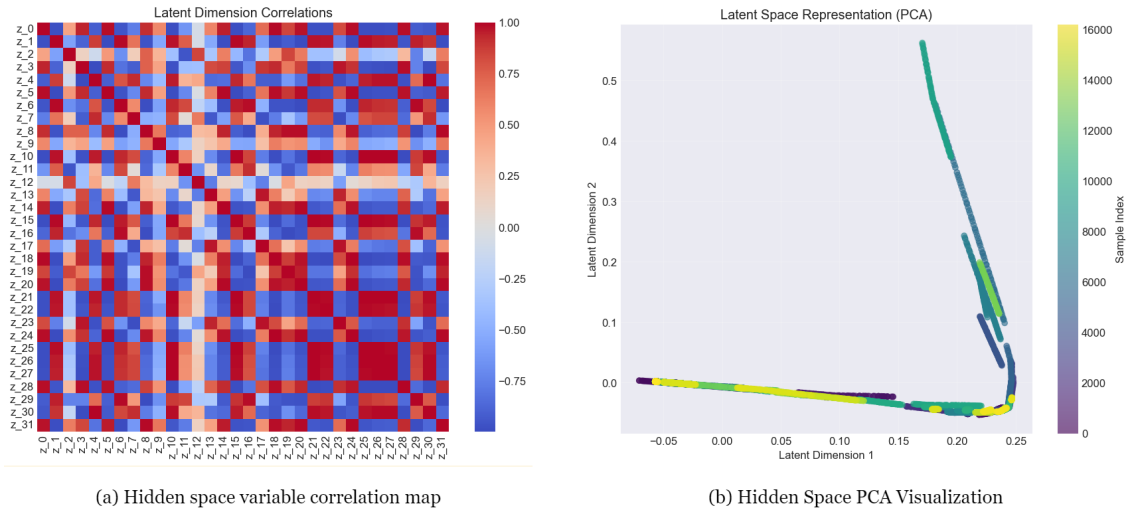 Latent Dimension Correlations
z_0
z_1
z_2
z_3
z_4
z_5
z_6
z_7
z_8
z_9
z_10
z_11
z_12
z_13
z_14
z_15
z_16
z_17
z_18
z_19
z_20
z_21
z_22
z_23
z_24
z_25
z_26
z_27
z_28
z_29
z_30
z_31
z_0 z_1 z_2 z_3 z_4 z_5 z_6 z_7 z_8 z_9 z_10 z_11 z_12 z_13 z_14 z_15 z_16 z_17 z_18 z_19 z_20 z_21 z_22 z_23 z_24 z_25 z_26 z_27 z_28 z_29 z_30 z_31
1.00
0.75
0.50
0.25
0.00
−0.25
−0.50
−0.75
(a) Hidden space variable correlation map
Latent Space Representation (PCA)
Latent Dimension 2
0.5
0.4
0.3
0.2
0.1
0.0
−0.05 0.00 0.05 0.10 0.15 0.20 0.25
Latent Dimension 1
16000
14000
12000
10000
8000
6000
4000
2000
0
Sample Index
(b) Hidden Space PCA Visualization